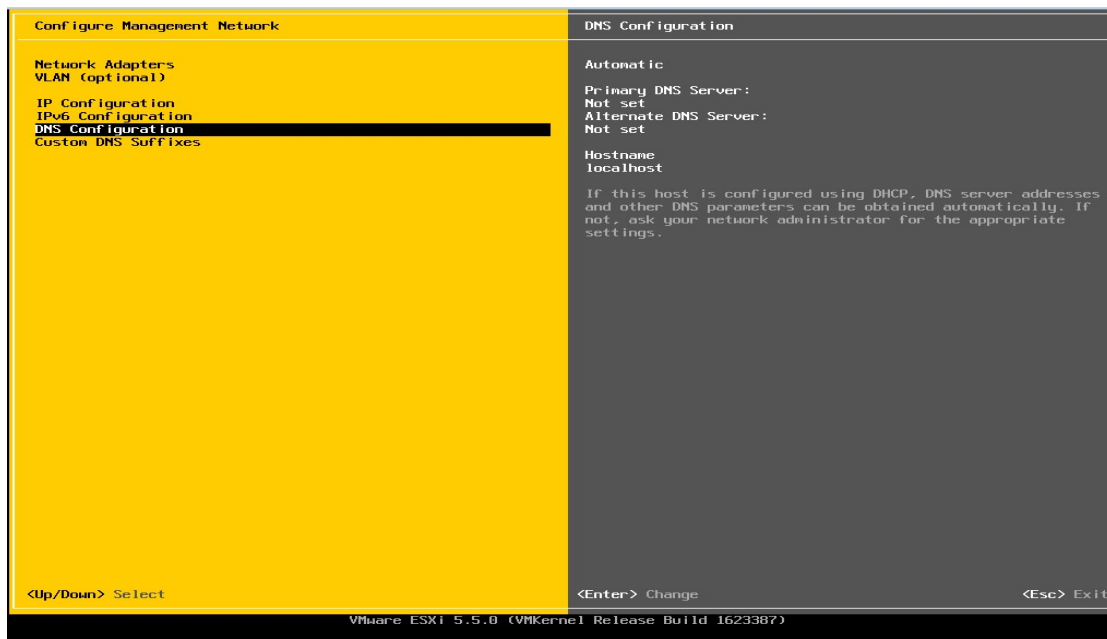 Configure Management Network
Network Adapters
VLAN (optional)
IP Configuration
IPv6 Configuration
DNS Configuration
Custom DNS Suffixes
<Up/Down> Select
DNS Configuration
Automatic
Primary DNS Server:
Not set
Alternate DNS Server:
Not set
Hostname
localhost
If this host is configured using DHCP, DNS server addresses
and other DNS parameters can be obtained automatically. If
not, ask your network administrator for the appropriate
settings.
<Enter> Change
<Esc> Exit
VMware ESXi 5.5.0 (VMKernel Release Build 1623387)